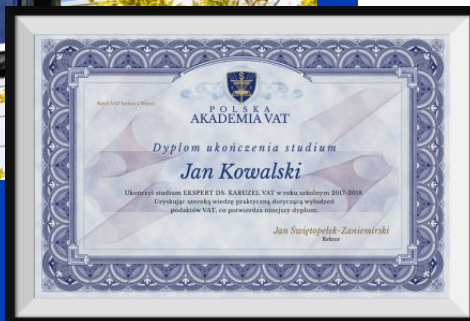 POLSKA
AKADEMIA VAT
Dyplom ukończenia studium
Jan Kowalski
Ukończył studium EKSPERT DS. KARUZEL VAT w roku szkolnym 2017-2018.
Uzyskując szeroką wiedzę praktyczną dotyczącą wyłudzeń
podatków VAT, co potwierdza niniejszy dyplom.
Jan Świętopełek-Zaniemirski
Rektor